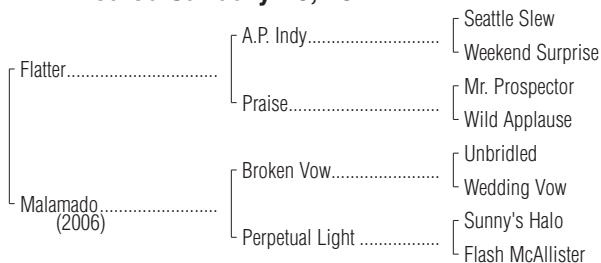 Seattle Slew
A.P. Indy
Weekend Surprise
Flatter
Mr. Prospector
Praise
Wild Applause
Unbridled
Broken Vow
Wedding Vow
Malamado
(2006)
Sunny's Halo
Perpetual Light
Flash McAllister